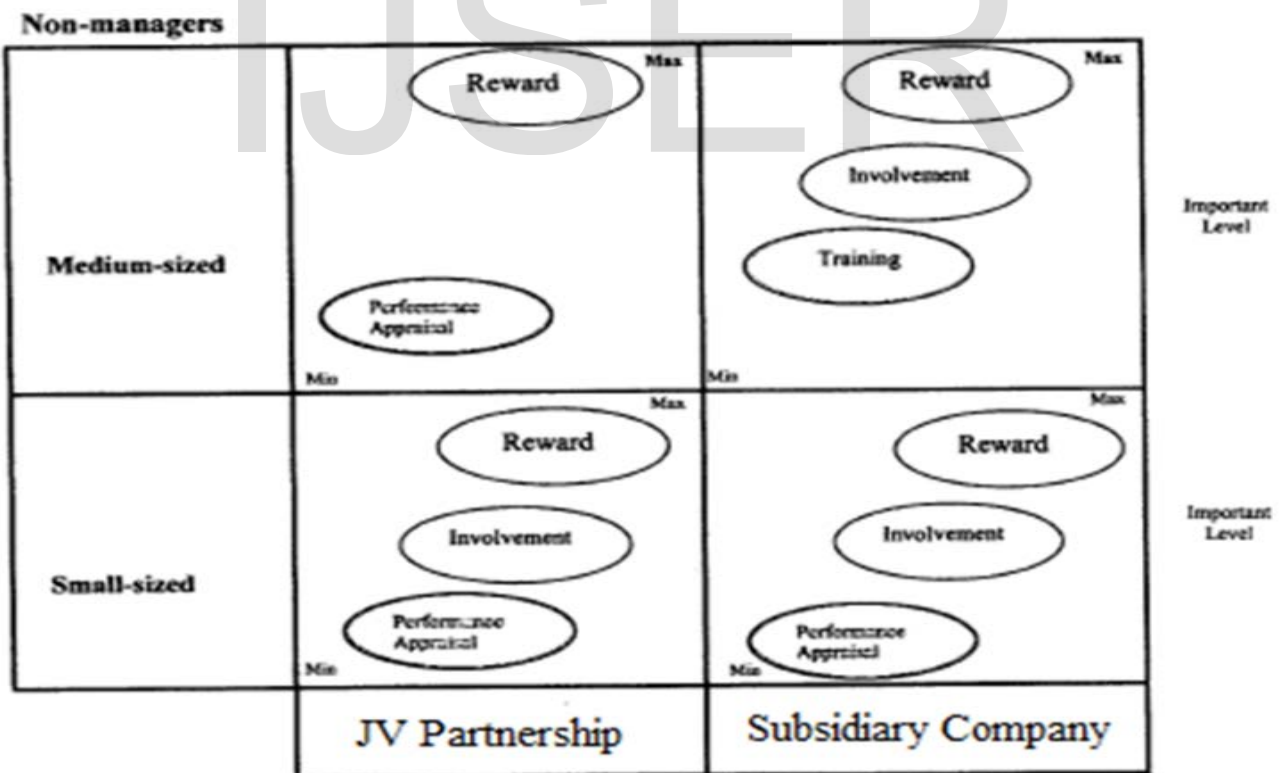 IJSER
Non-managers
Max
Reward
Max
Reward
Involvement
Important
Level
Medium-sized
Training
Performance
Appraisal
Min
Min
Max
Reward
Max
Reward
Involvement
Involvement
Important
Level
Small-sized
Performance
Appraisal
Performance
Appraisal
Min
Min
JV Partnership
Subsidiary Company